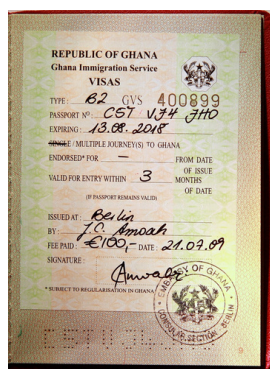 REPUBLIC OF GHANA
Ghana Immigration Service
VISAS
TYPE: B2 GVS 400899
PASSPORT Nº: CST VJ4 JHO
EXPIRING: 13.08.2018
SINGLE / MULTIPLE JOURNEY(S) TO GHANA
ENDORSED* FOR — FROM DATE
OF ISSUE
VALID FOR ENTRY WITHIN 3 MONTHS
OF DATE
(IF PASSPORT REMAINS VALID)
ISSUED AT: Berlin
BY: J.C. Amoah
FEE PAID: €100,- DATE: 21.07.09
SIGNATURE:
* SUBJECT TO REGULARISATION IN GHANA
EMBASSY OF GHANA
CONSULAR SECTION BERLIN
9